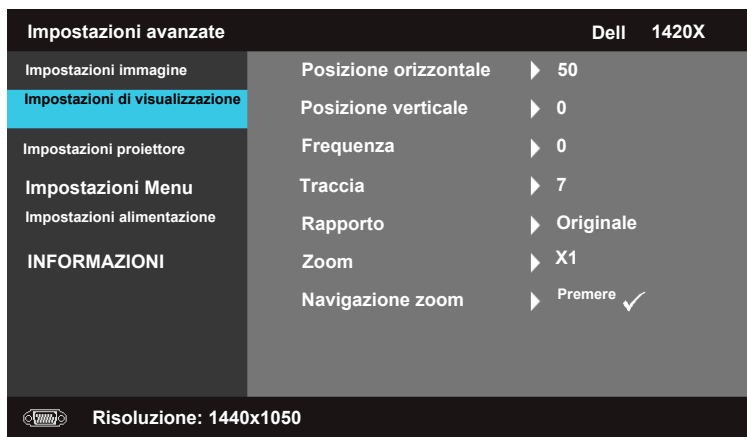 Impostazioni avanzate
Dell 1420X
Impostazioni immagine
Impostazioni di visualizzazione
Impostazioni proiettore
Impostazioni Menu
Impostazioni alimentazione
INFORMAZIONI
Posizione orizzontale 50
Posizione verticale 0
Frequenza 0
Traccia 7
Rapporto Originale
Zoom X1
Navigazione zoom Premere
Risoluzione: 1440x1050